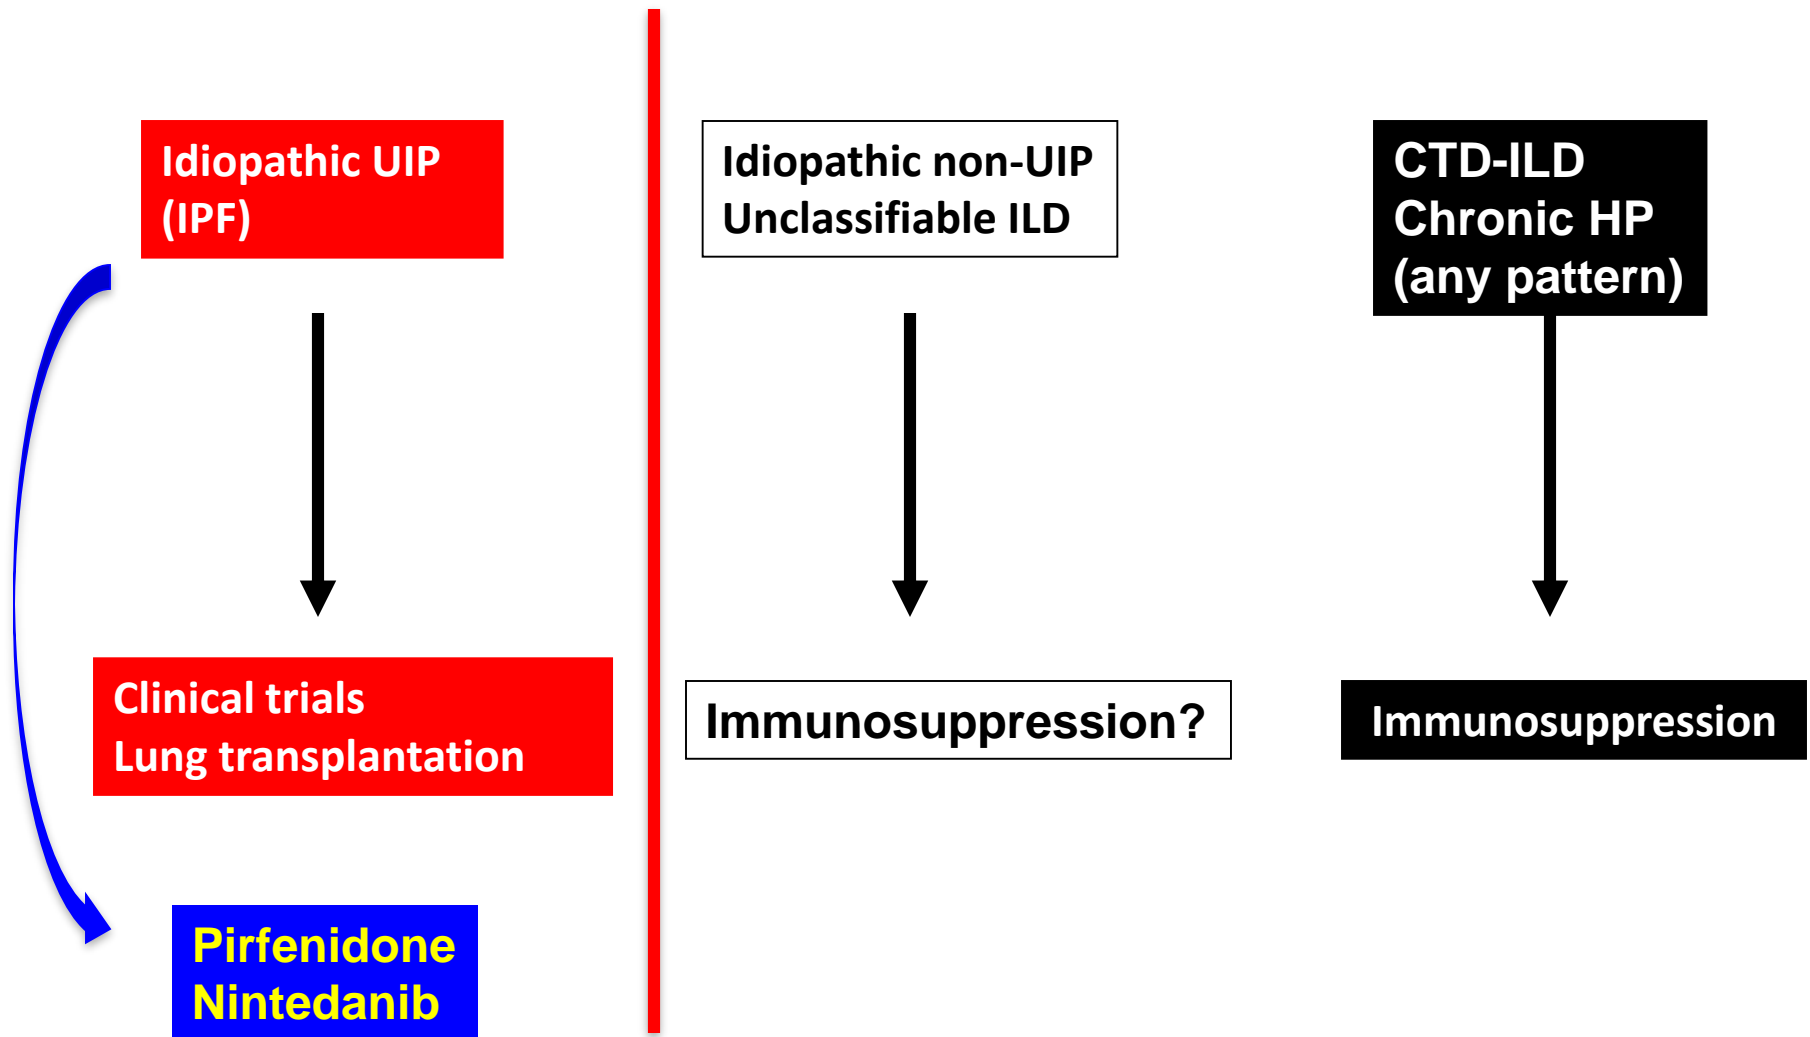 Idiopathic UIP
(IPF)
Idiopathic non-UIP
Unclassifiable ILD
CTD-ILD
Chronic HP
(any pattern)
Clinical trials
Lung transplantation
Immunosuppression?
Immunosuppression
Pirfenidone
Nintedanib